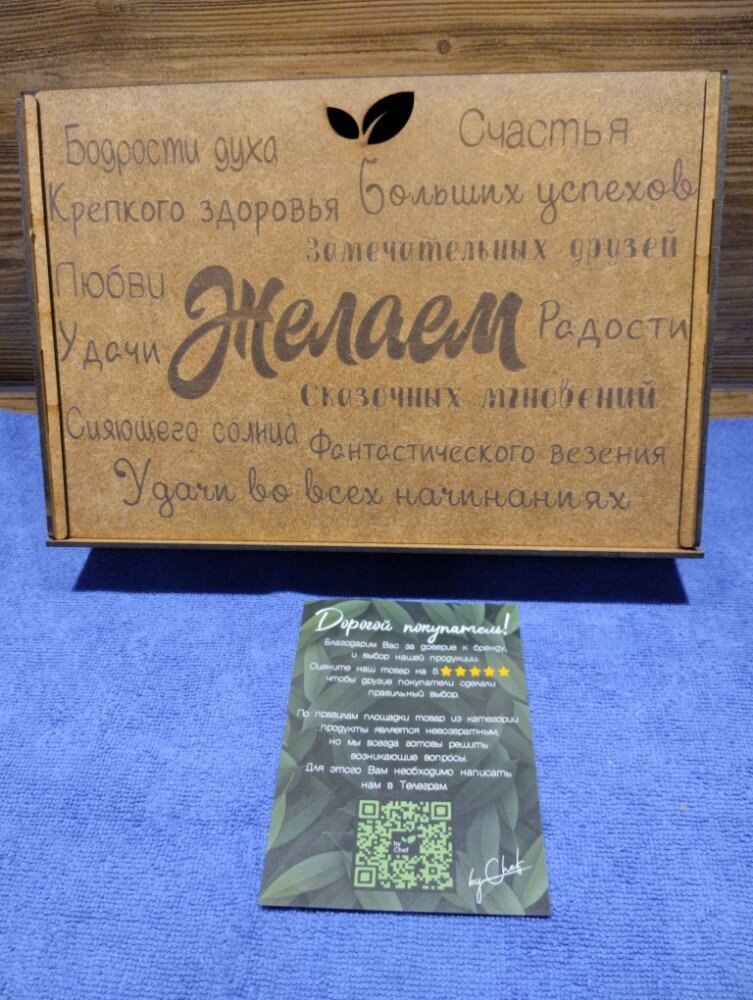 Бодрости духа
Счастья
Крепкого здоровья
Больших успехов
Замечательных друзей
Любви
Желаем
Удачи
Радости
Сказочных мгновений
Сияющего солнца
Фантастического везения
Удачи во всех начинаниях
Дорогой покупатель!
Благодарим Вас за доверие к бренду,
и выбор нашей продукции.
Оцените наш товар на 5 ⭐⭐⭐⭐⭐
чтобы другие покупатели сделали
правильный выбор.
По правилам площадки товар из категории
продукты является невозвратным,
но мы всегда готовы решить
возникающие вопросы.
Для этого Вам необходимо написать
нам в Телеграм
by
Chef
by Chef